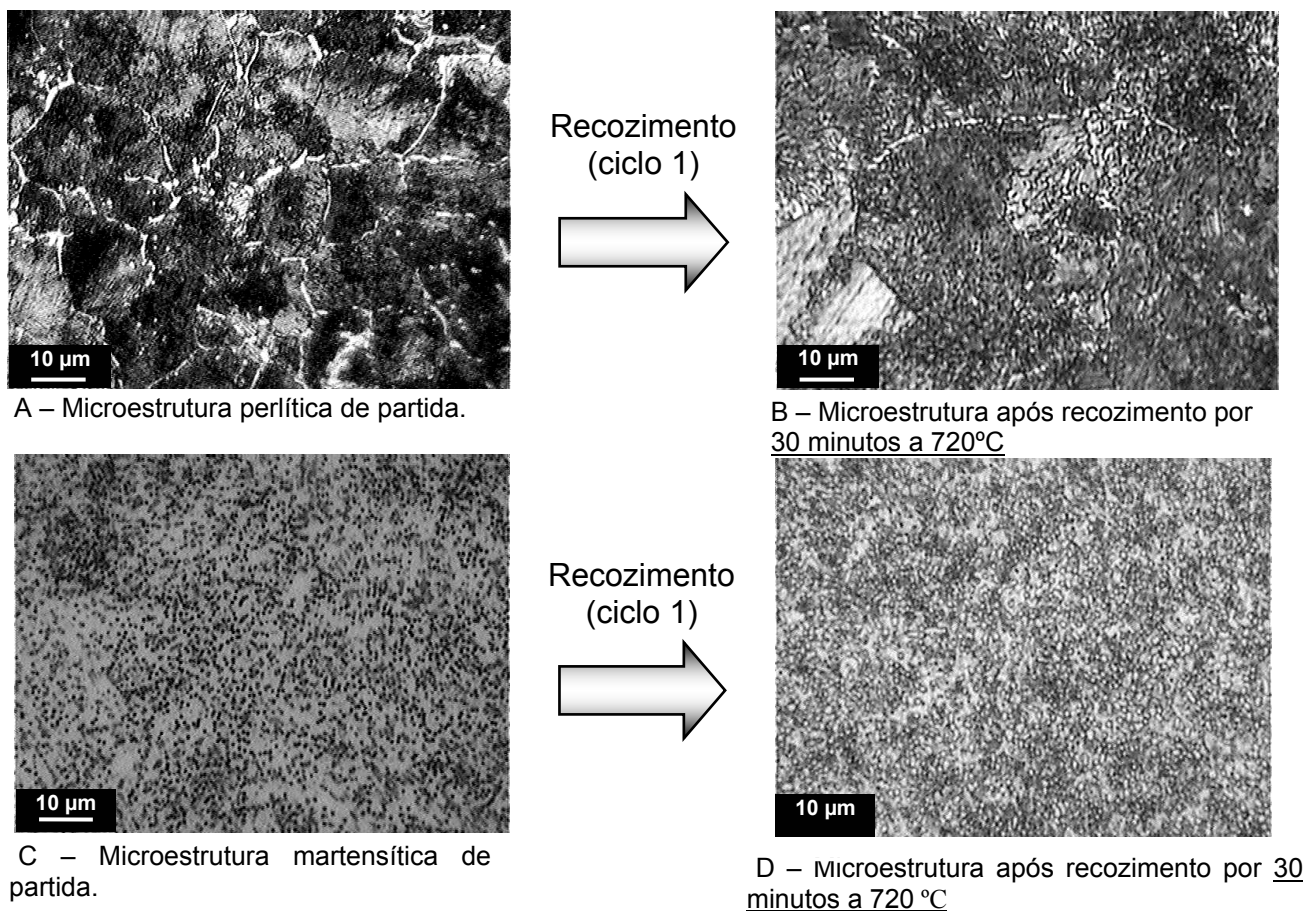 Recozimento
(ciclo 1)
10 µm
10 µm
A – Microestrutura perlítica de partida.
B – Microestrutura após recozimento por
30 minutos a 720ºC
Recozimento
(ciclo 1)
10 µm
10 µm
C – Microestrutura martensítica de
partida.
D – Microestrutura após recozimento por 30
minutos a 720 ºC